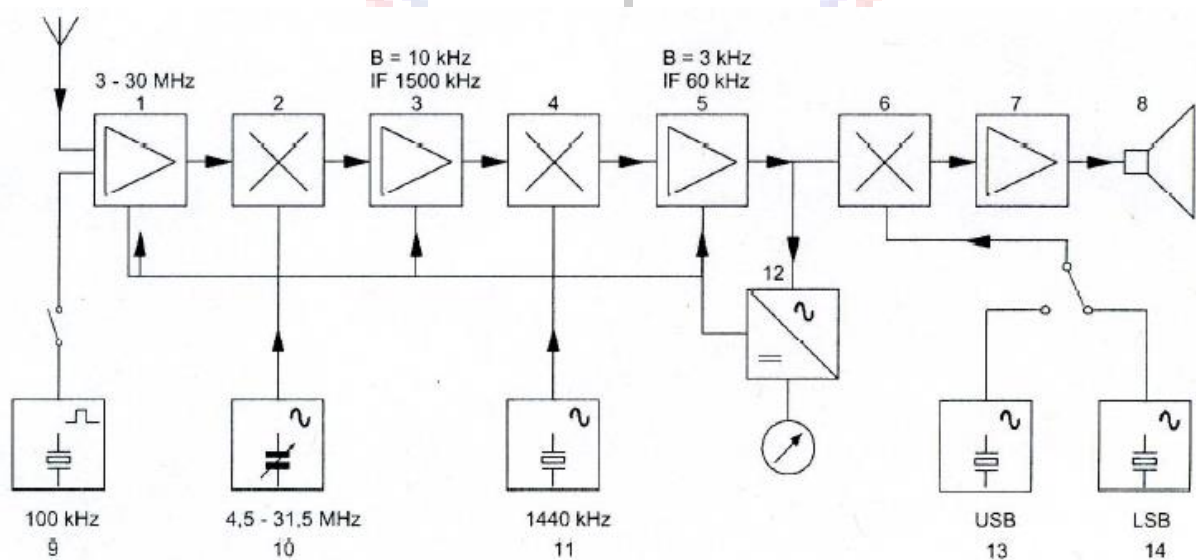 3 - 30 MHz
1
2
B = 10 kHz
IF 1500 kHz
3
4
B = 3 kHz
IF 60 kHz
5
6
7
8
12
100 kHz
9
4,5 - 31,5 MHz
10
1440 kHz
11
USB
13
LSB
14